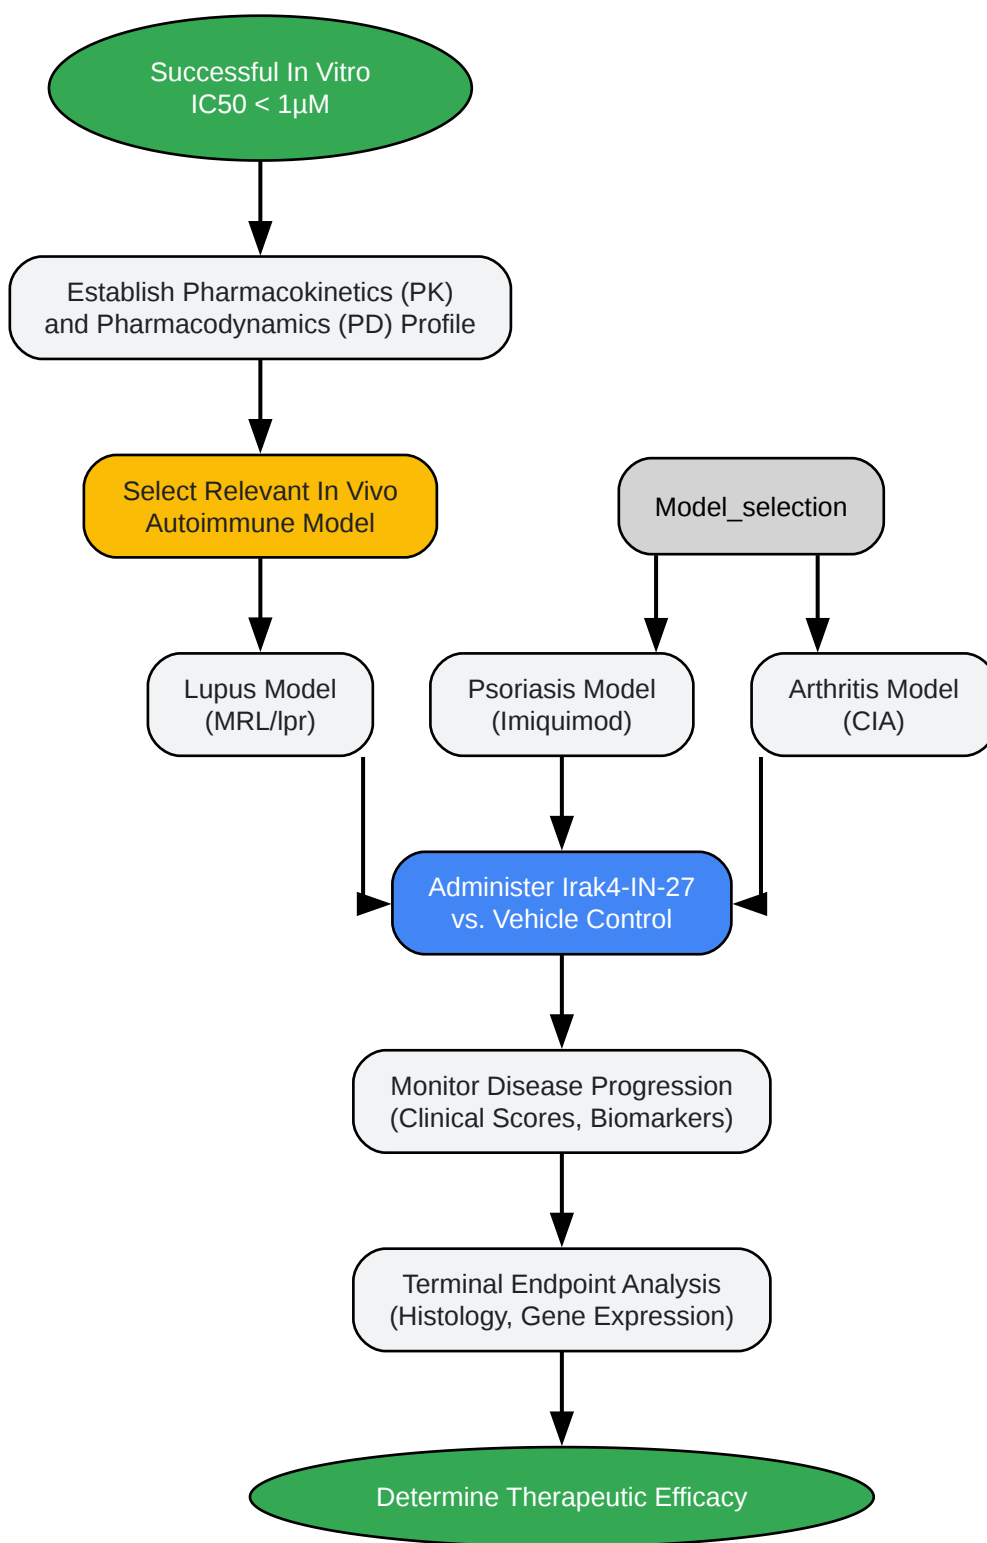 Successful In Vitro
IC50 < 1µM
Establish Pharmacokinetics (PK)
and Pharmacodynamics (PD) Profile
Select Relevant In Vivo
Autoimmune Model
Model_selection
Lupus Model
(MRL/lpr)
Psoriasis Model
(Imiquimod)
Arthritis Model
(CIA)
Administer Irak4-IN-27
vs. Vehicle Control
Monitor Disease Progression
(Clinical Scores, Biomarkers)
Terminal Endpoint Analysis
(Histology, Gene Expression)
Determine Therapeutic Efficacy